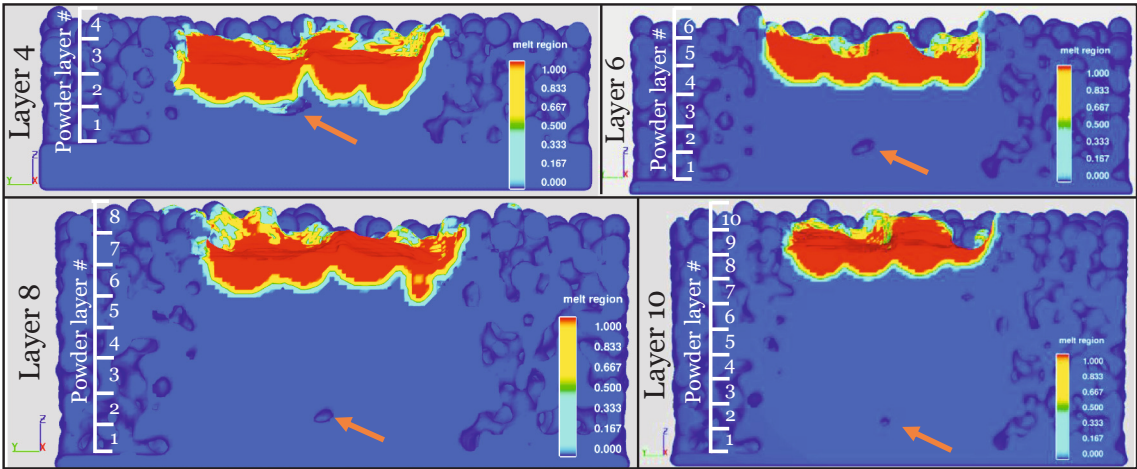 Layer 4
Powder layer #
4
3
2
1
melt region
1.000
0.833
0.667
0.500
0.333
0.167
0.000
Z
Y
X
Layer 6
Powder layer #
6
5
4
3
2
1
melt region
1.000
0.833
0.667
0.500
0.333
0.167
0.000
Z
Y
X
Layer 8
Powder layer #
8
7
6
5
4
3
2
1
melt region
1.000
0.833
0.667
0.500
0.333
0.167
0.000
Z
Y
X
Layer 10
Powder layer #
10
9
8
7
6
5
4
3
2
1
melt region
1.000
0.833
0.667
0.500
0.333
0.167
0.000
Z
Y
X